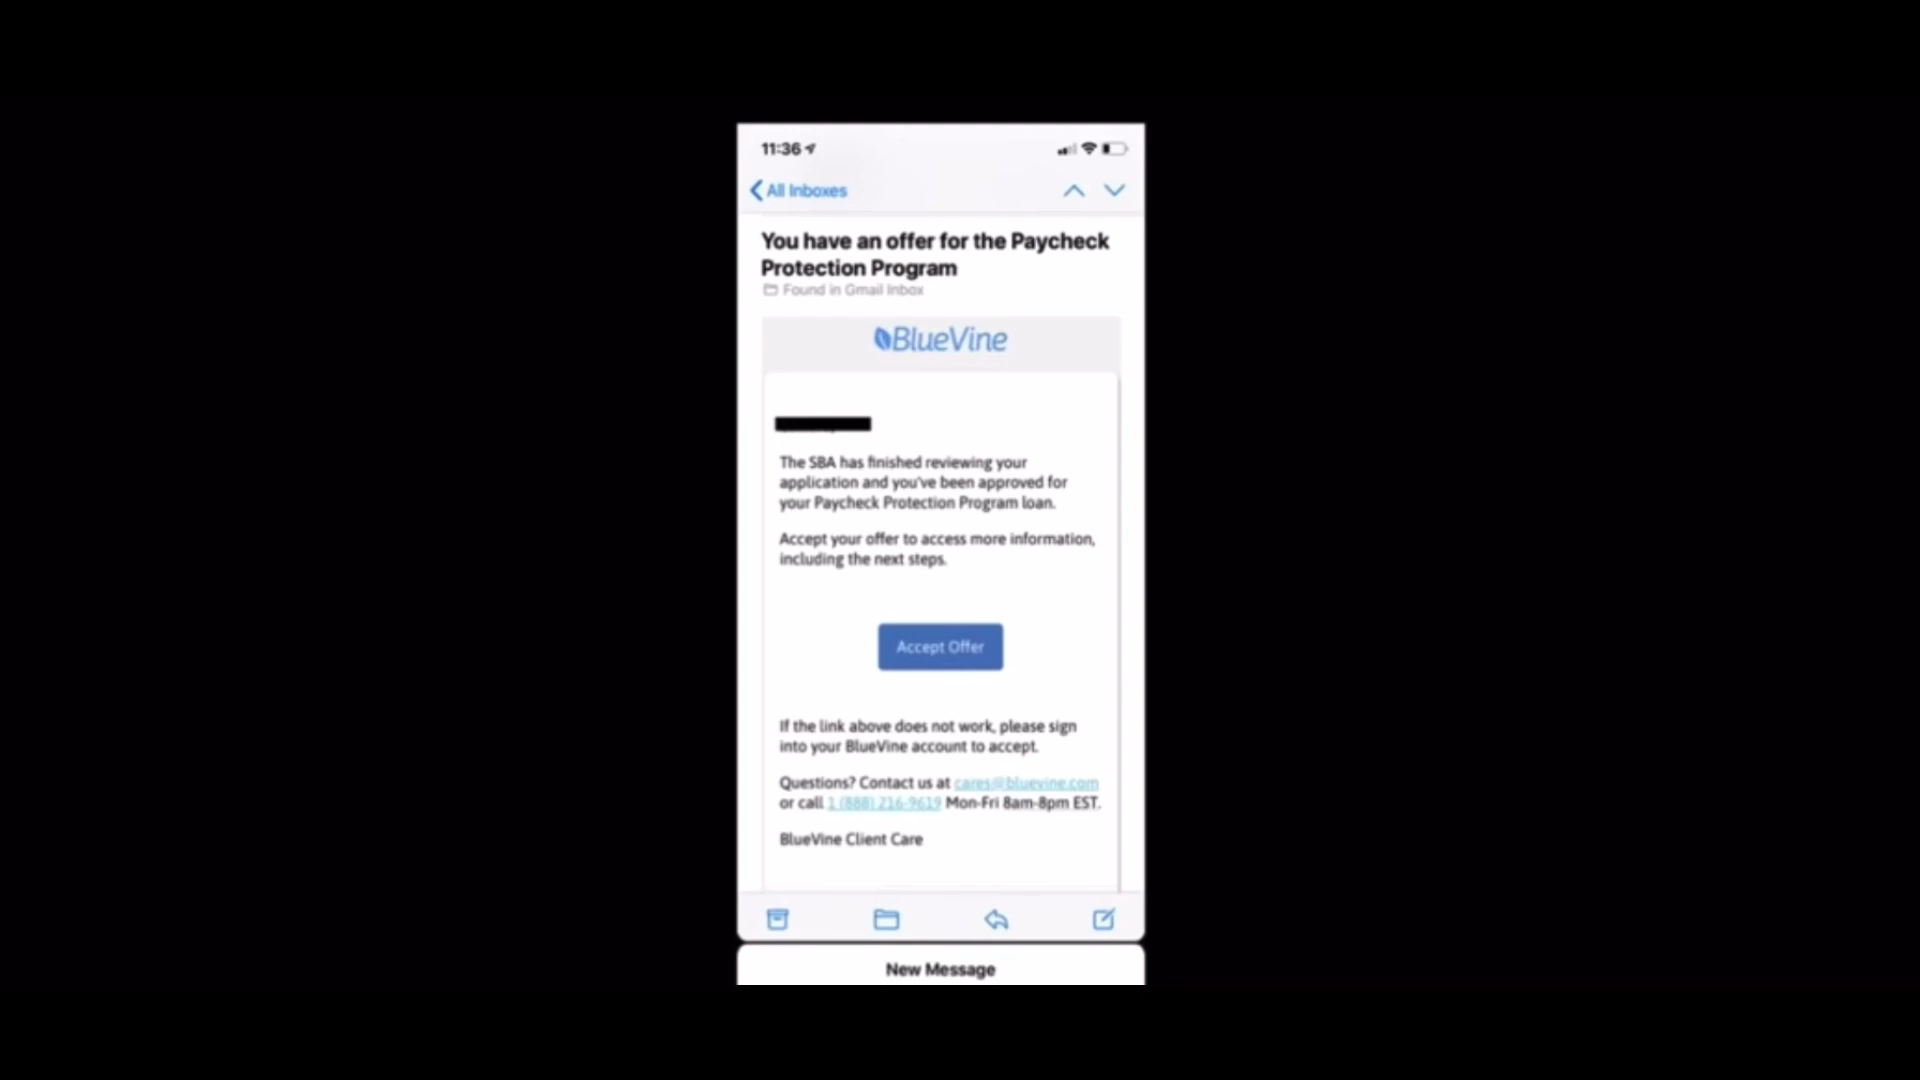 11:36
All Inboxes
You have an offer for the Paycheck
Protection Program
Found in Gmail Inbox
BlueVine
The SBA has finished reviewing your
application and you've been approved for
your Paycheck Protection Program loan.
Accept your offer to access more information,
including the next steps.
Accept Offer
If the link above does not work, please sign
into your BlueVine account to accept.
Questions? Contact us at cares@bluevine.com
or call 1 (888) 216-9619 Mon-Fri 8am-8pm EST.
BlueVine Client Care
New Message